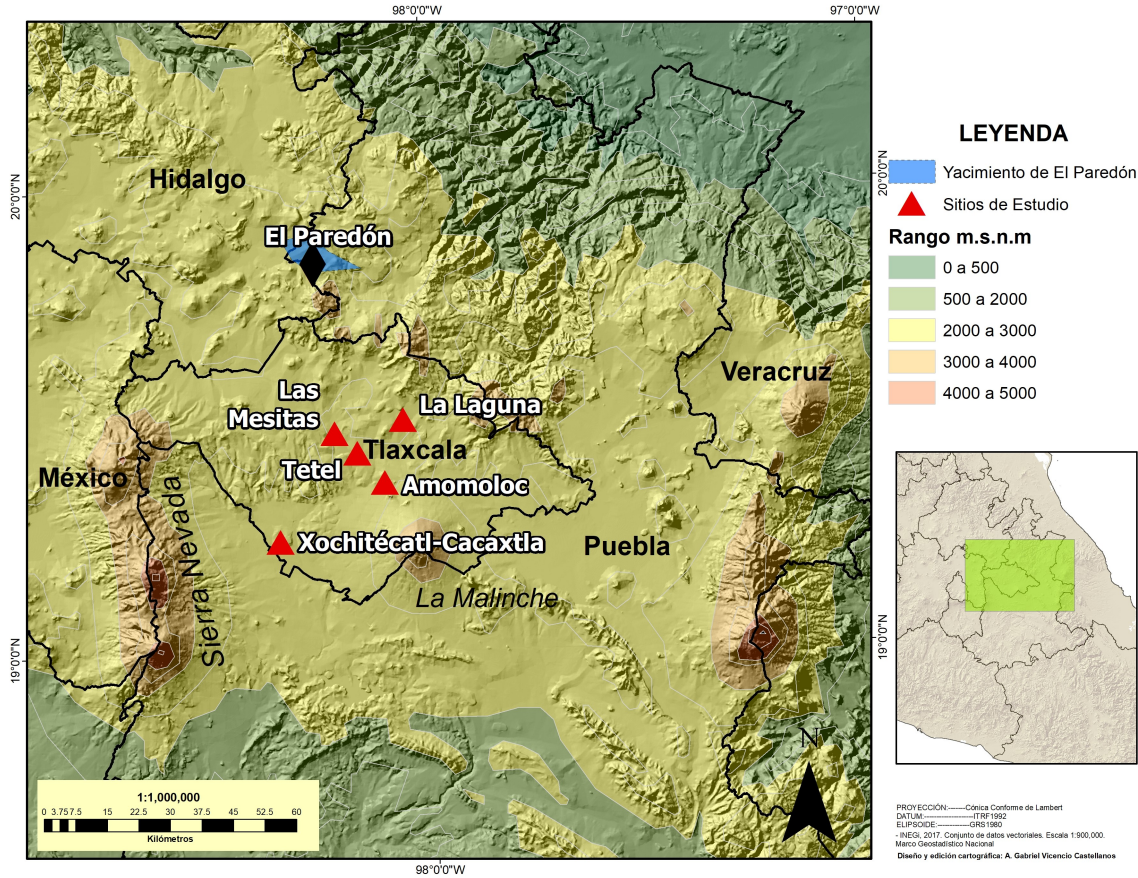 98°0'0"W
97°0'0"W
20°0'0"N
20°0'0"N
Hidalgo
El Paredón
Veracruz
Las
Mesitas
La Laguna
Tlaxcala
Tetel
Amomoloc
México
Sierra Nevada
Xochitécatl-Cacaxtla
Puebla
La Malinche
19°0'0"N
19°0'0"N
N
1:1,000,000
0 3.75 7.5 15 22.5 30 37.5 45 52.5 60
Kilómetros
98°0'0"W
LEYENDA
Yacimiento de El Paredón
Sitios de Estudio
Rango m.s.n.m
0 a 500
500 a 2000
2000 a 3000
3000 a 4000
4000 a 5000
PROYECCIÓN:-------Cónica Conforme de Lambert
DATUM:--------------------ITRF1992
ELIPSOIDE:--------------GRS1980
- INEGI, 2017. Conjunto de datos vectoriales. Escala 1:900,000.
Marco Geostadístico Nacional
Diseño y edición cartográfica: A. Gabriel Vicencio Castellanos